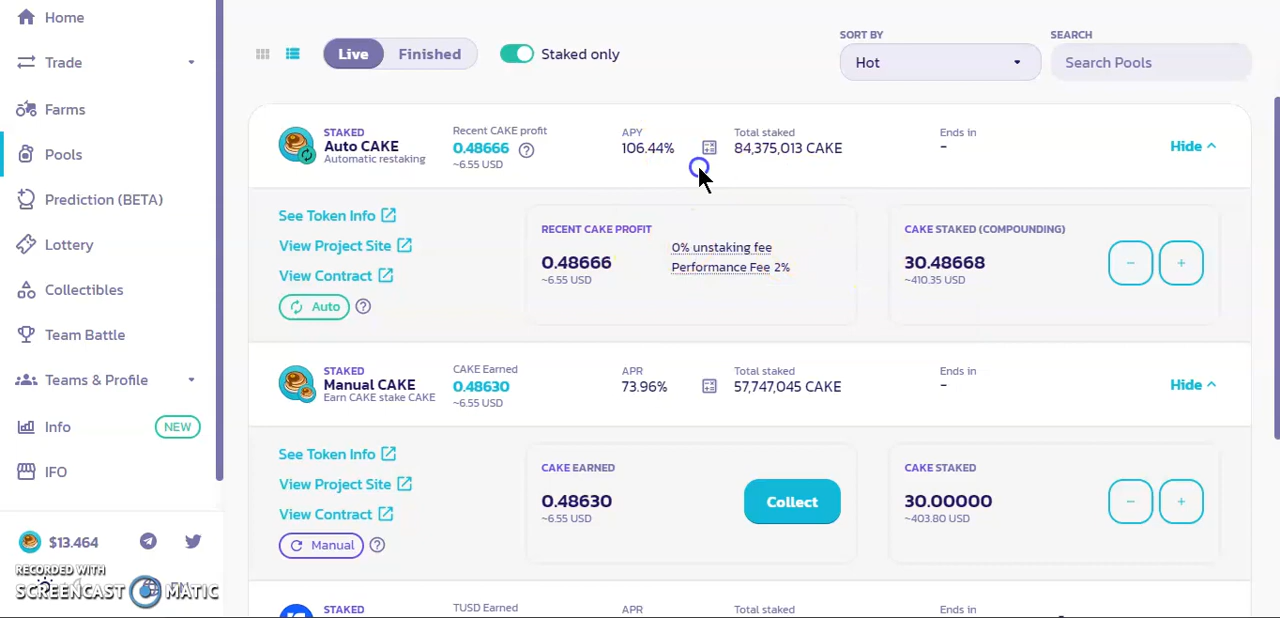 Home
Trade
Farms
Pools
Prediction (BETA)
Lottery
Collectibles
Team Battle
Teams & Profile
Info NEW
IFO
$13.464
RECORDED WITH
SCREENCAST MATIC
Live Finished Staked only
SORT BY
Hot
SEARCH
Search Pools
STAKED
Auto CAKE
Automatic restaking
Recent CAKE profit
0.48666
~6.55 USD
APY
106.44%
Total staked
84,375,013 CAKE
Ends in
-
Hide
See Token Info
View Project Site
View Contract
Auto
RECENT CAKE PROFIT
0.48666
~6.55 USD
0% unstaking fee
Performance Fee 2%
CAKE STAKED (COMPOUNDING)
30.48668
~410.35 USD
− +
STAKED
Manual CAKE
Earn CAKE stake CAKE
CAKE Earned
0.48630
~6.55 USD
APR
73.96%
Total staked
57,747,045 CAKE
Ends in
-
Hide
See Token Info
View Project Site
View Contract
Manual
CAKE EARNED
0.48630
~6.55 USD
Collect
CAKE STAKED
30.00000
~403.80 USD
− +
STAKED
TUSD Earned
APR
Total staked
Ends in